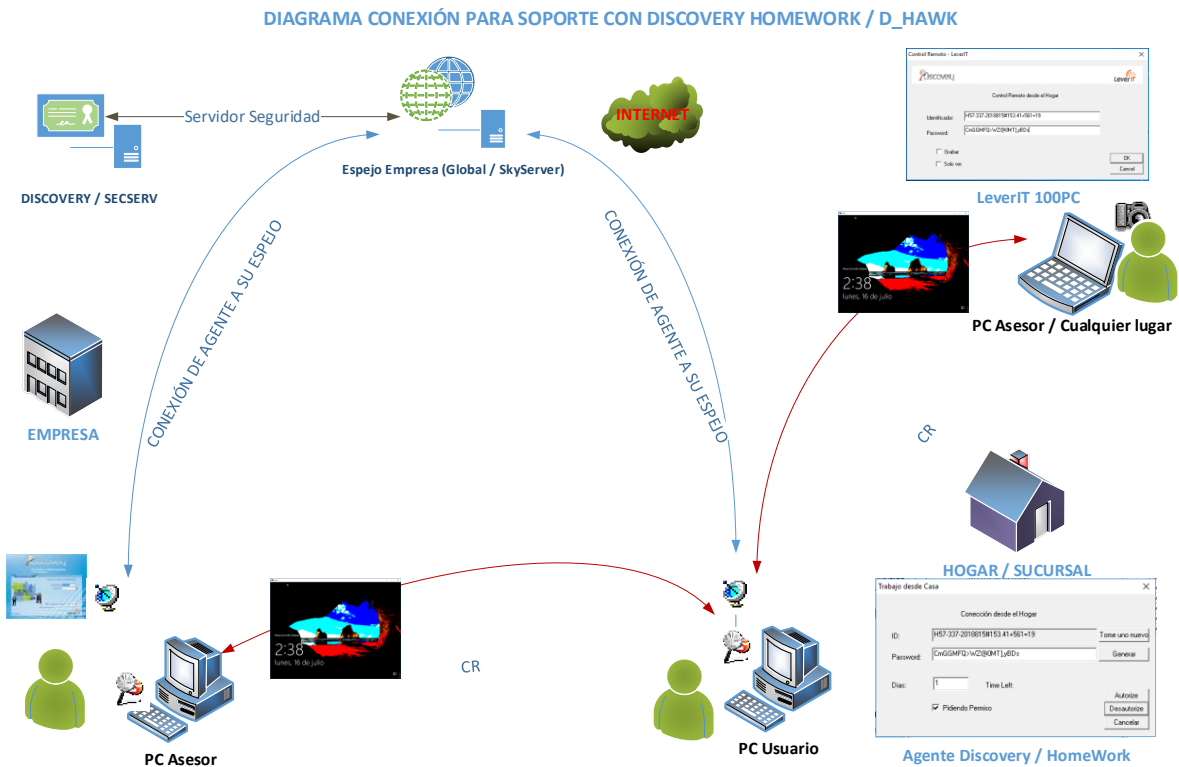 DIAGRAMA CONEXIÓN PARA SOPORTE CON DISCOVERY HOMEWORK / D_HAWK
Servidor Seguridad
DISCOVERY / SECSERV
Espejo Empresa (Global / SkyServer)
INTERNET
Control Remoto - LeverIT
Discovery
LeverIT
Control Remoto desde el Hogar
Identificador:
H57-337-2018815#153.41+561=19
Password:
CmGGMFQ>WZ[@0MT],yBDs
Grabar
Solo ver
OK
Cancel
LeverIT 100PC
PC Asesor / Cualquier lugar
2:38
lunes, 16 de julio
CONEXIÓN DE AGENTE A SU ESPEJO
CONEXIÓN DE AGENTE A SU ESPEJO
EMPRESA
CR
HOGAR / SUCURSAL
Discovery
2:38
lunes, 16 de julio
CR
PC Asesor
PC Usuario
Trabajo desde Casa
Conección desde el Hogar
ID:
H57-337-2018815#153.41+561=19
Tome uno nuevo
Password:
CmGGMFQ>WZ[@0MT],yBDs
Generar
Dias:
1
Time Left:
Pidiendo Permiso
Autorize
Desautorize
Cancelar
Agente Discovery / HomeWork